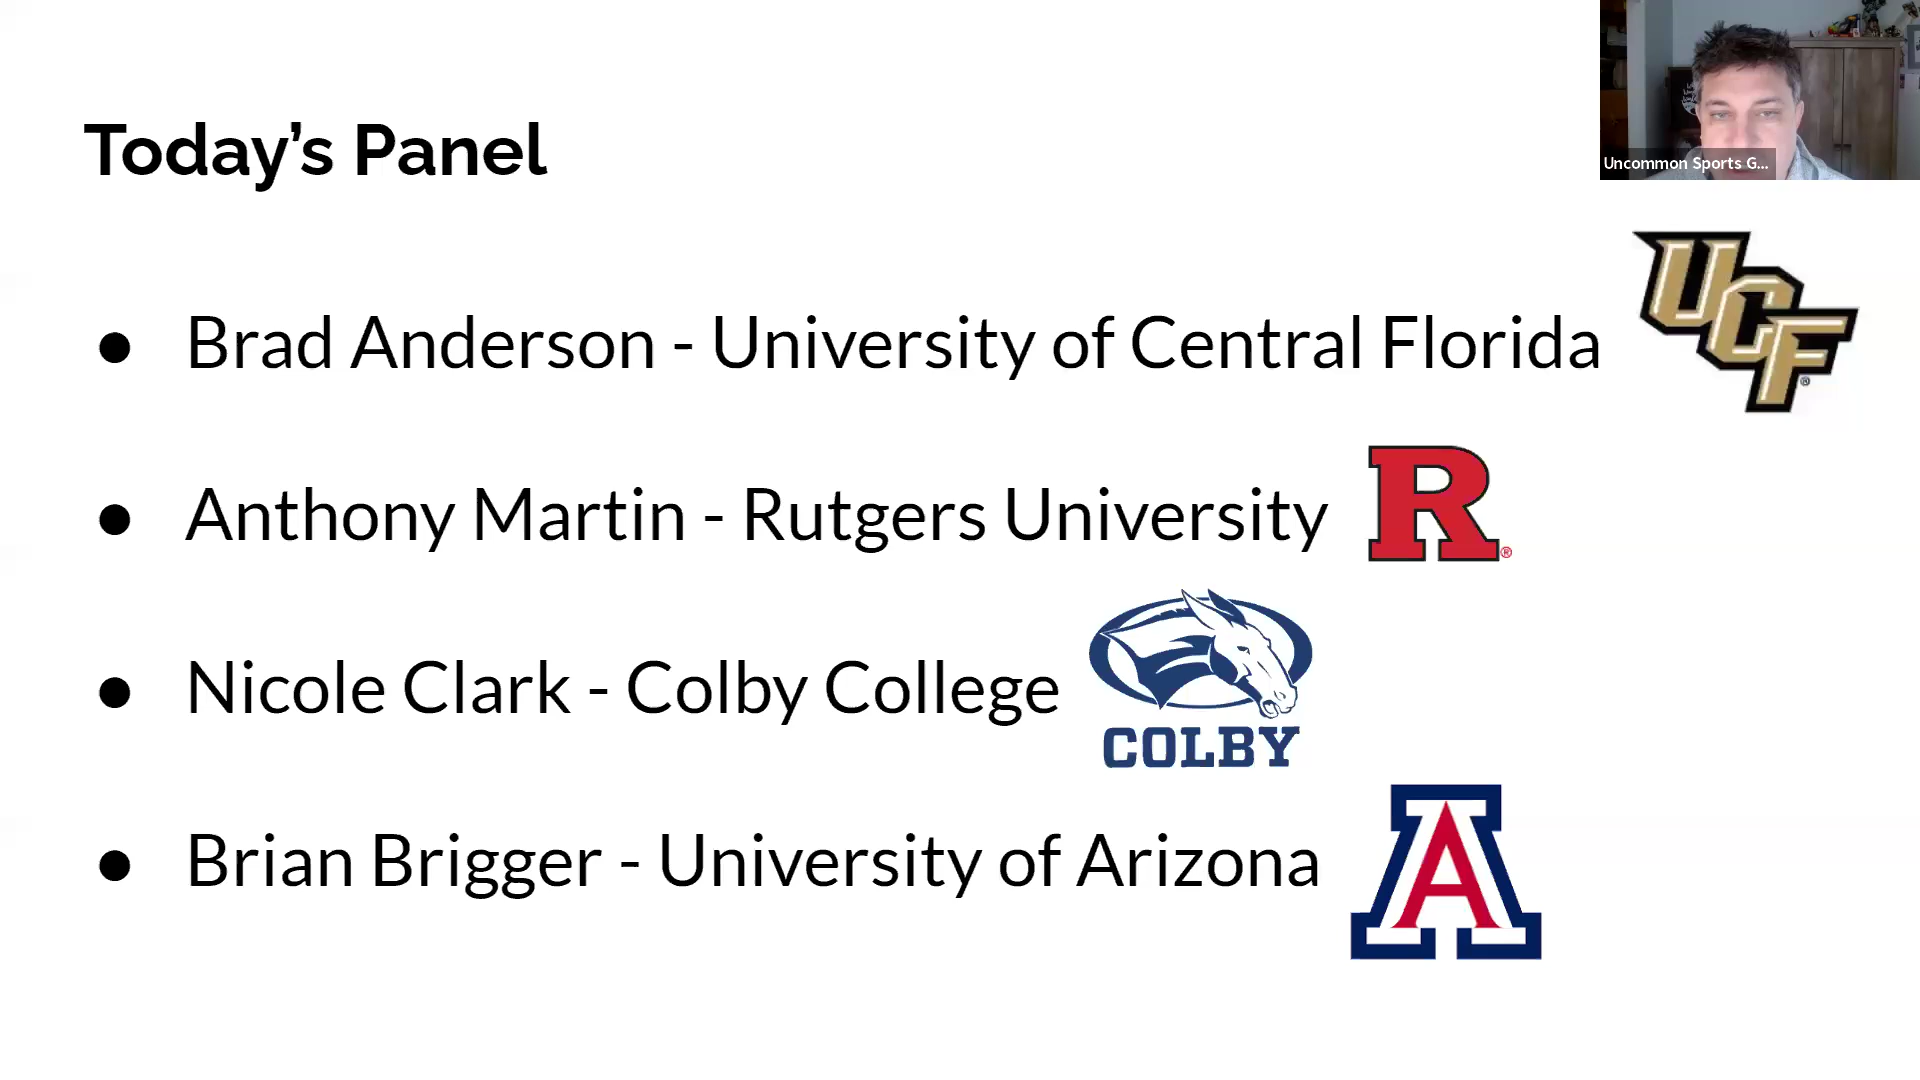 Today's Panel
Uncommon Sports G...
● Brad Anderson - University of Central Florida
UCF
®
● Anthony Martin - Rutgers University
R
®
● Nicole Clark - Colby College
COLBY
● Brian Brigger - University of Arizona
A